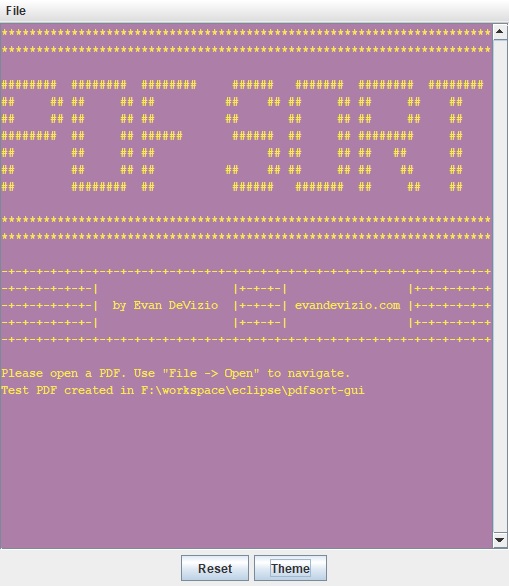 **********************************************************************
**********************************************************************
########  ########  ########     ######   #######  ########  ########
##     ## ##     ## ##          ##    ## ##     ## ##     ##    ##
##     ## ##     ## ##          ##       ##     ## ##     ##    ##
########  ##     ## ######       ######  ##     ## ########     ##
##        ##     ## ##                ## ##     ## ##   ##      ##
##        ##     ## ##          ##    ## ##     ## ##    ##     ##
##        ########  ##           ######   #######  ##     ##    ##
**********************************************************************
**********************************************************************
-+-+-+-+-+-+-+-+-+-+-+-+-+-+-+-+-+-+-+-+-+-+-+-+-+-+-+-+-+-+-+-+-+-+-+
-+-+-+-+-+-+-|                   |+-+-+-|                 |+-+-+-+-+-+
-+-+-+-+-+-+-|  by Evan DeVizio  |+-+-+-| evandevizio.com |+-+-+-+-+-+
-+-+-+-+-+-+-|                   |+-+-+-|                 |+-+-+-+-+-+
-+-+-+-+-+-+-+-+-+-+-+-+-+-+-+-+-+-+-+-+-+-+-+-+-+-+-+-+-+-+-+-+-+-+-+
File
Please open a PDF. Use "File -> Open" to navigate.
Test PDF created in F:\workspace\eclipse\pdfsort-gui
Reset
Theme